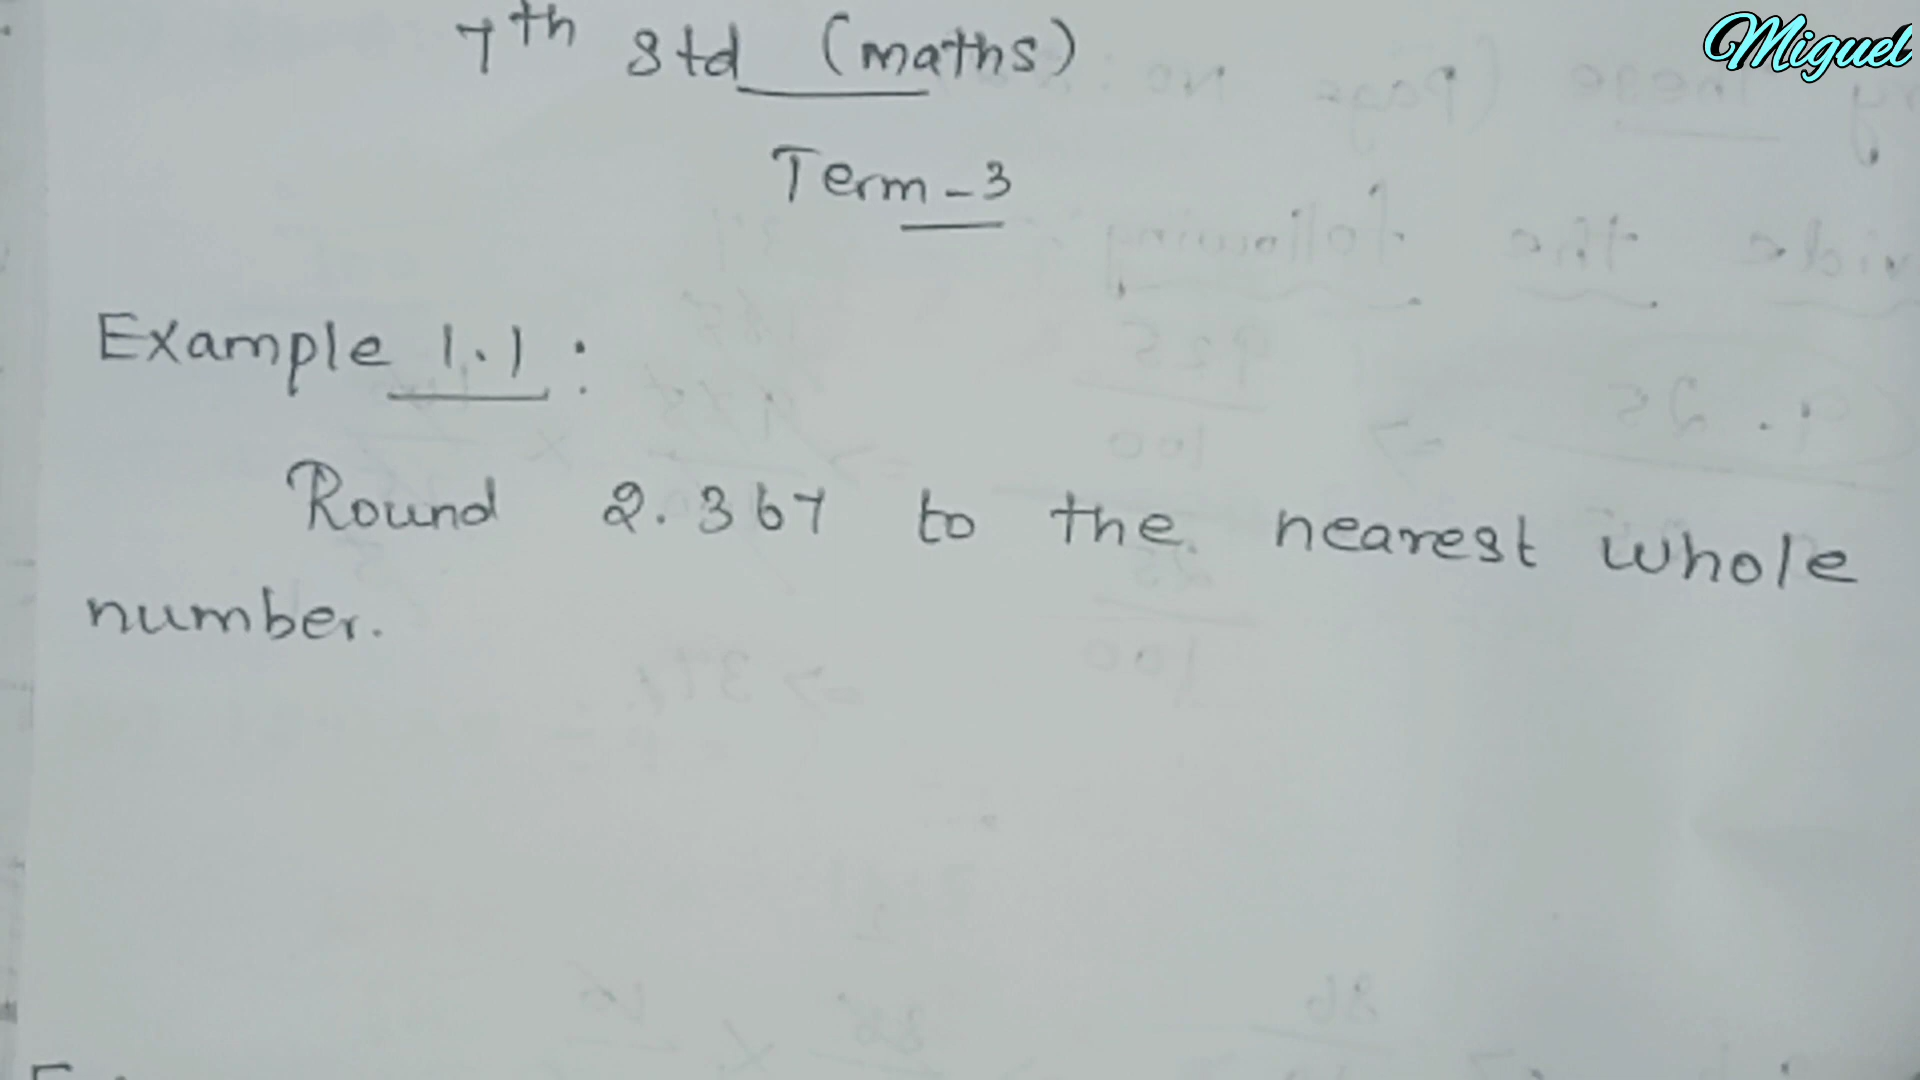 Miguel
7th Std (maths)
Term-3
Example 1.1 :
Round 2.367 to the nearest whole
number.